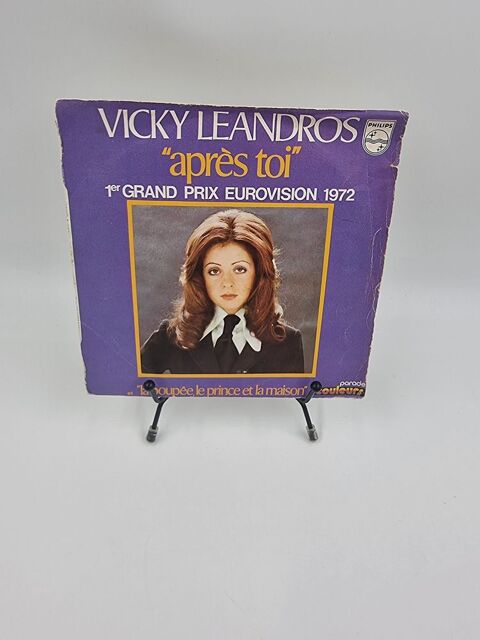 VICKY LEANDROS
PHILIPS
"après toi"
1er GRAND PRIX EUROVISION 1972
et "la poupée, le prince et la maison"
parade
couleurs